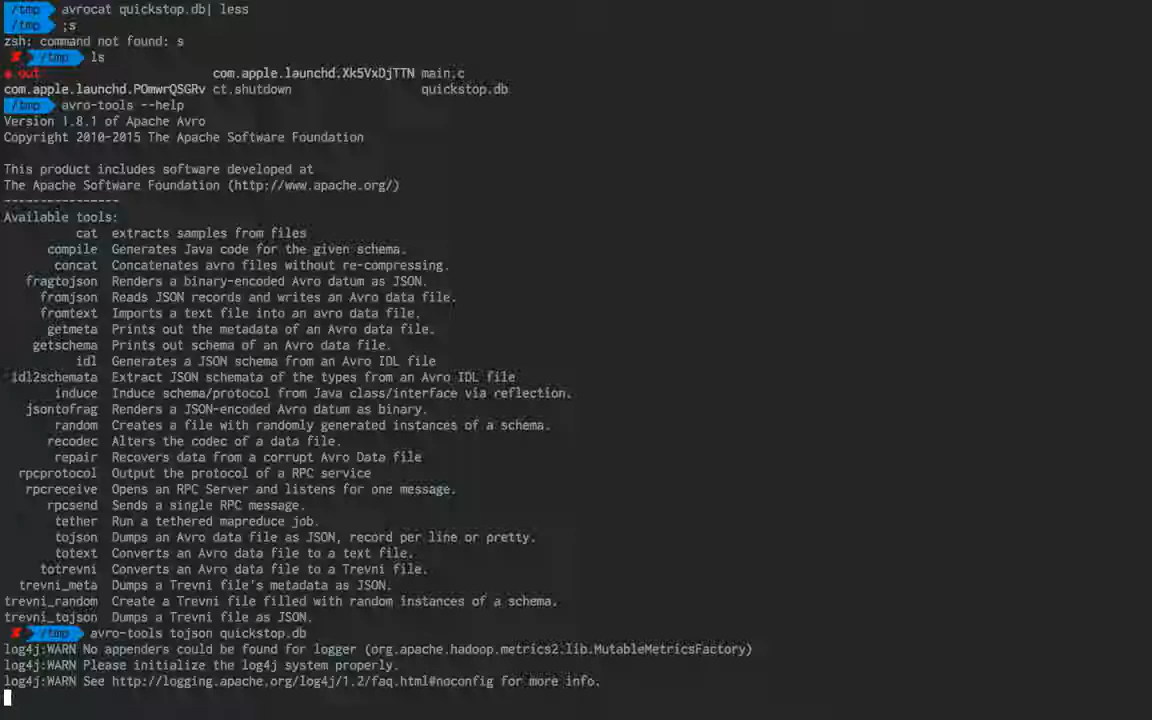 /tmp avrocat quickstop.db| less
/tmp ;s
zsh: command not found: s
✘ /tmp ls
a.out com.apple.launchd.Xk5VxDjTTN main.c
com.apple.launchd.POmwrQSGRv ct.shutdown quickstop.db
/tmp avro-tools --help
Version 1.8.1 of Apache Avro
Copyright 2010-2015 The Apache Software Foundation
This product includes software developed at
The Apache Software Foundation (http://www.apache.org/)
----------------
Available tools:
cat extracts samples from files
compile Generates Java code for the given schema.
concat Concatenates avro files without re-compressing.
fragtojson Renders a binary-encoded Avro datum as JSON.
fromjson Reads JSON records and writes an Avro data file.
fromtext Imports a text file into an avro data file.
getmeta Prints out the metadata of an Avro data file.
getschema Prints out schema of an Avro data file.
idl Generates a JSON schema from an Avro IDL file
idl2schemata Extract JSON schemata of the types from an Avro IDL file
induce Induce schema/protocol from Java class/interface via reflection.
jsontofrag Renders a JSON-encoded Avro datum as binary.
random Creates a file with randomly generated instances of a schema.
recodec Alters the codec of a data file.
repair Recovers data from a corrupt Avro Data file
rpcprotocol Output the protocol of a RPC service
rpcreceive Opens an RPC Server and listens for one message.
rpcsend Sends a single RPC message.
tether Run a tethered mapreduce job.
tojson Dumps an Avro data file as JSON, record per line or pretty.
totext Converts an Avro data file to a text file.
totrevni Converts an Avro data file to a Trevni file.
trevni_meta Dumps a Trevni file's metadata as JSON.
trevni_random Create a Trevni file filled with random instances of a schema.
trevni_tojson Dumps a Trevni file as JSON.
✘ /tmp avro-tools tojson quickstop.db
log4j:WARN No appenders could be found for logger (org.apache.hadoop.metrics2.lib.MutableMetricsFactory)
log4j:WARN Please initialize the log4j system properly.
log4j:WARN See http://logging.apache.org/log4j/1.2/faq.html#noconfig for more info.